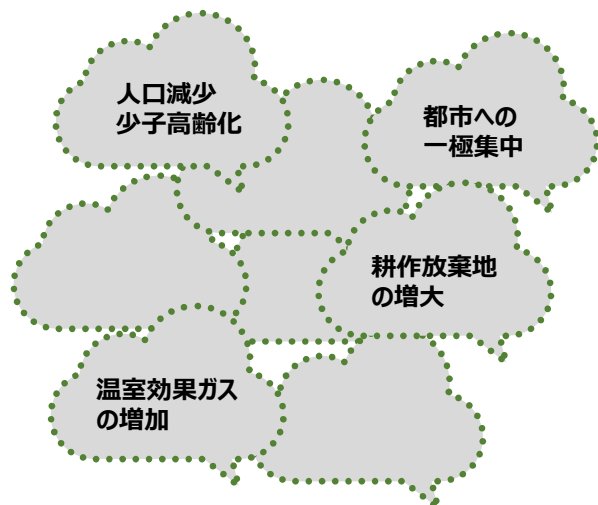 人口減少
少子高齢化
都市への
一極集中
耕作放棄地
の増大
温室効果ガス
の増加